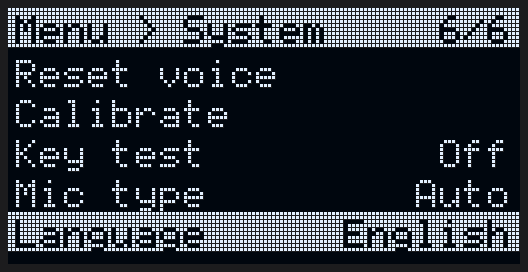 Menu > System 6/6
Reset voice
Calibrate
Key test Off
Mic type Auto
Language English